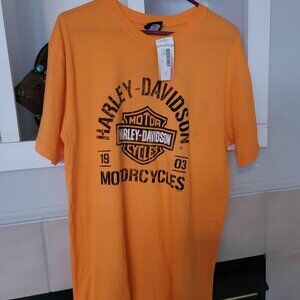 HARLEY-DAVIDSON
MOTOR
HARLEY-DAVIDSON
CYCLES
19 03
MOTORCYCLES